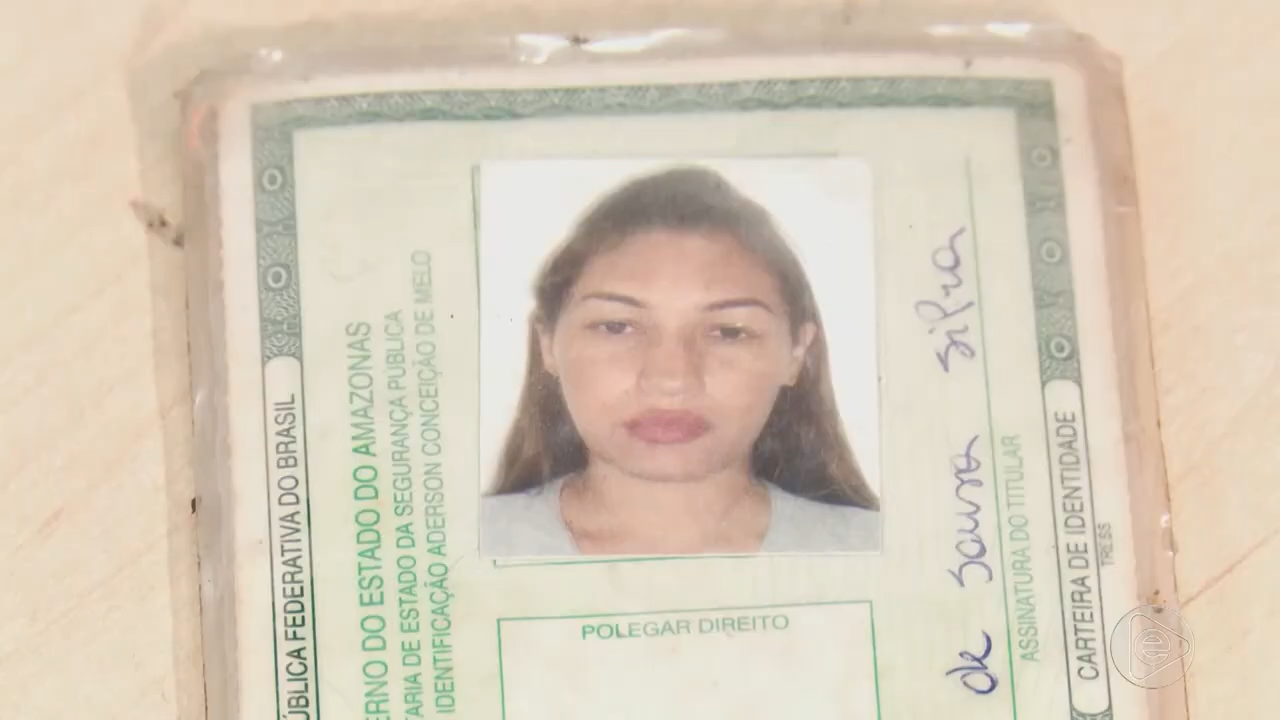 ÚBLICA FEDERATIVA DO BRASIL
ERNO DO ESTADO DO AMAZONAS
TARIA DE ESTADO DA SEGURANÇA PÚBLICA
IDENTIFICAÇÃO ADERSON CONCEIÇÃO DE MELO
POLEGAR DIREITO
de Souza Silva
ASSINATURA DO TITULAR
CARTEIRA DE IDENTIDADE